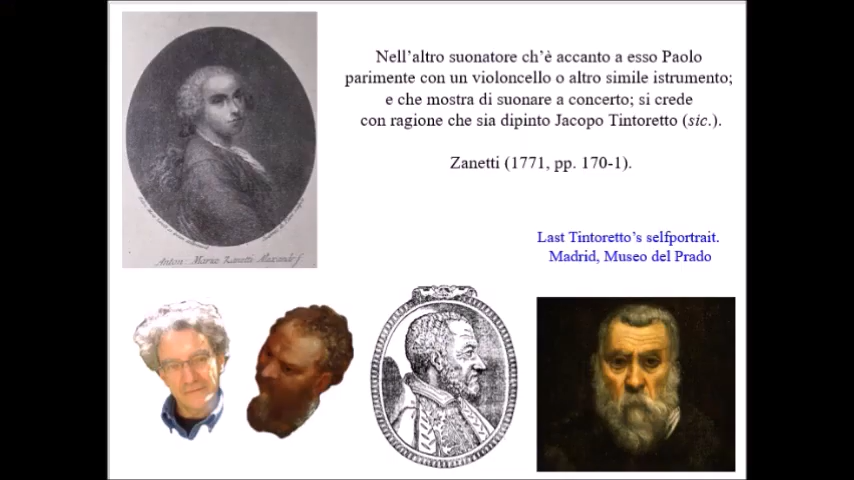 Nell'altro suonatore ch'è accanto a esso Paolo
parimente con un violoncello o altro simile istrumento;
e che mostra di suonare a concerto; si crede
con ragione che sia dipinto Jacopo Tintoretto (sic.).
Zanetti (1771, pp. 170-1).
Last Tintoretto's selfportrait.
Madrid, Museo del Prado
Anton: Maria Zanetti